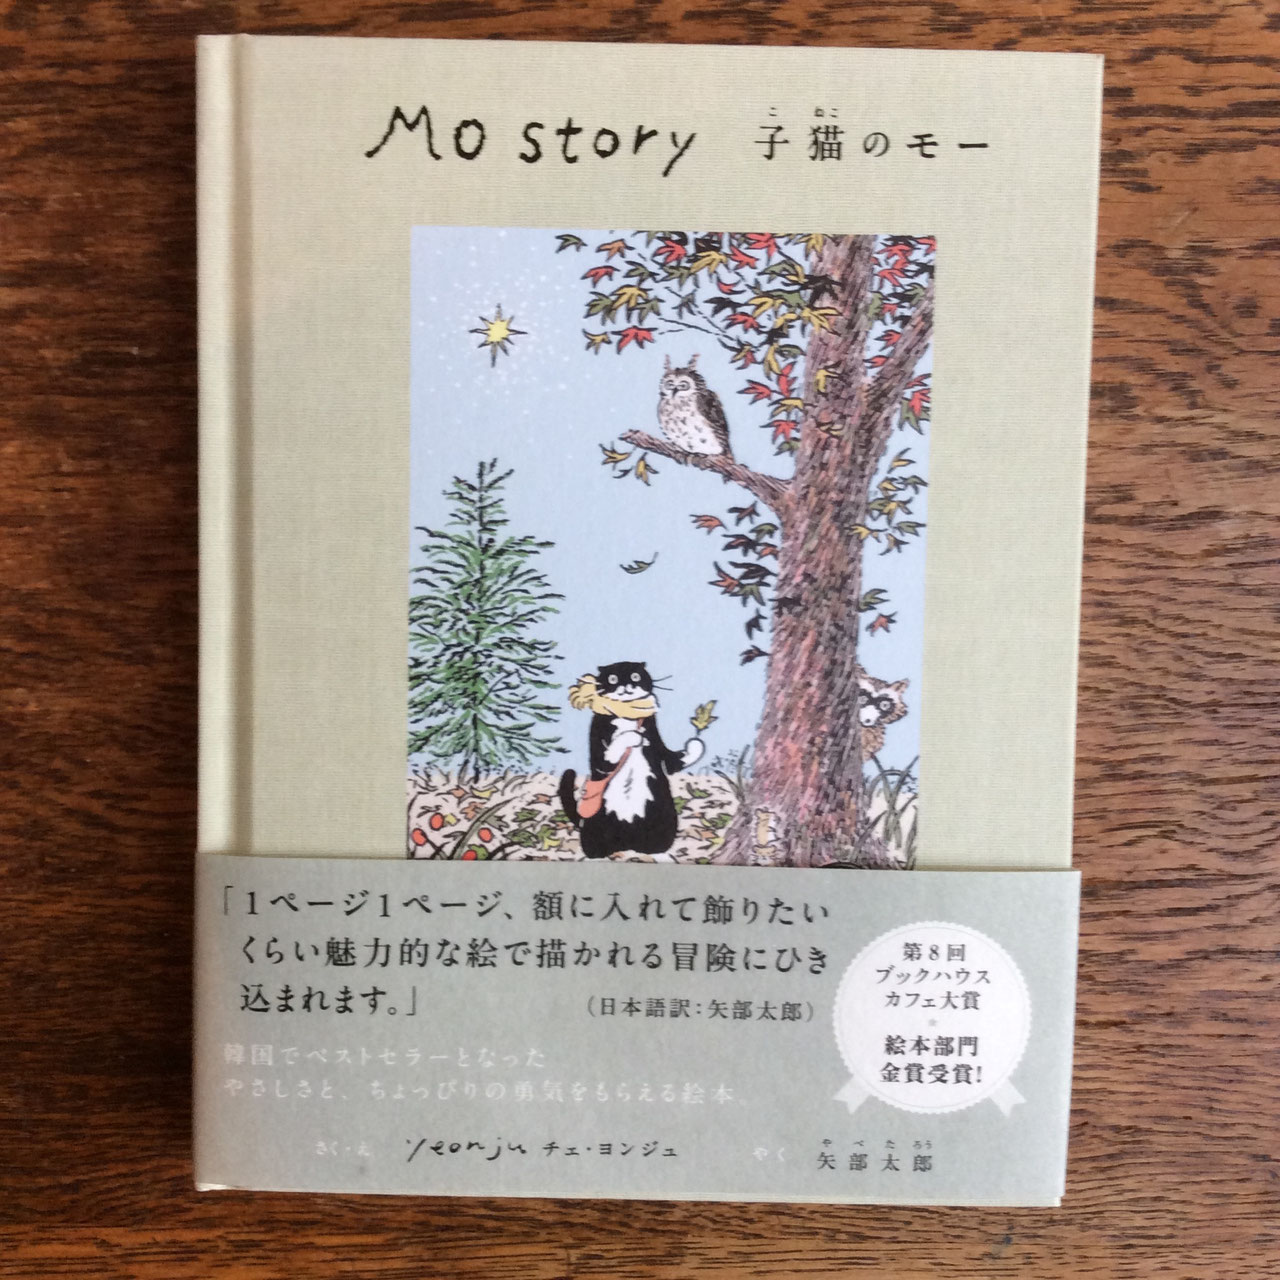 Mo story 子猫のモー
こ ねこ
「1ページ1ページ、額に入れて飾りたい
くらい魅力的な絵で描かれる冒険にひき
込まれます。」
(日本語訳：矢部太郎)
第8回
ブックハウス
カフェ大賞
絵本部門
金賞受賞!
韓国でベストセラーとなった
やさしさと、ちょっぴりの勇気をもらえる絵本。
さく・え Yeonju チェ・ヨンジュ やく 矢部太郎
や べ た ろう